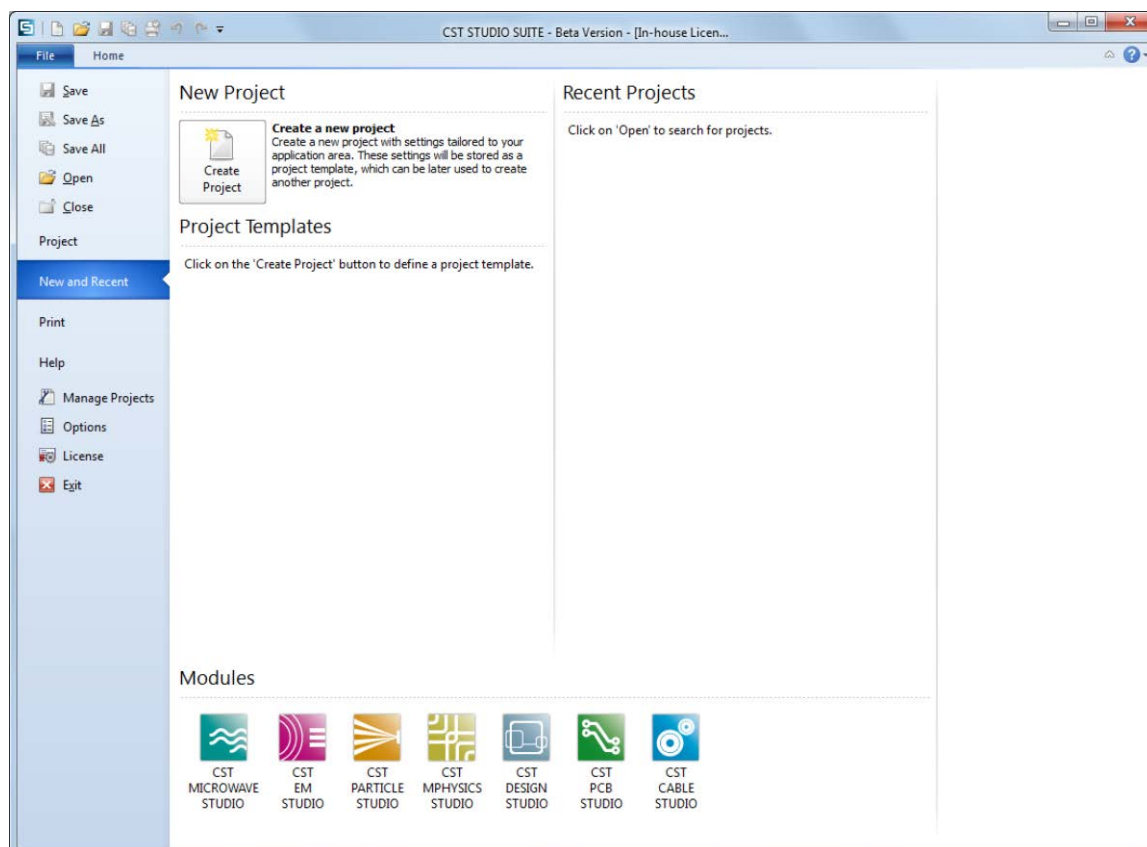 CST STUDIO SUITE - Beta Version - [In-house Licen...
File
Home
Save
Save As
Save All
Open
Close
Project
New and Recent
Print
Help
Manage Projects
Options
License
Exit
New Project
Create
Project
Create a new project
Create a new project with settings tailored to your
application area. These settings will be stored as a
project template, which can be later used to create
another project.
Project Templates
Click on the 'Create Project' button to define a project template.
Recent Projects
Click on 'Open' to search for projects.
Modules
CST
MICROWAVE
STUDIO
CST
EM
STUDIO
CST
PARTICLE
STUDIO
CST
MPHYSICS
STUDIO
CST
DESIGN
STUDIO
CST
PCB
STUDIO
CST
CABLE
STUDIO